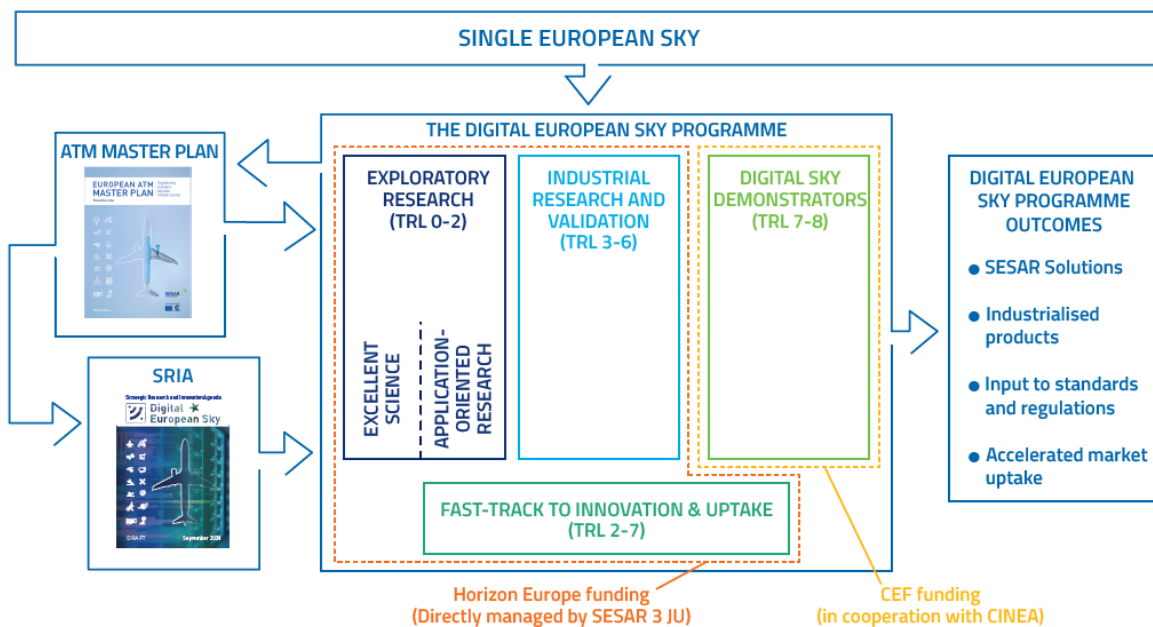 SINGLE EUROPEAN SKY
THE DIGITAL EUROPEAN SKY PROGRAMME
ATM MASTER PLAN
EUROPEAN ATM
MASTER PLAN
SESAR
SRIA
Strategic Research and Innovation Agenda
Digital
European Sky
DRAFT
September 2020
EXPLORATORY
RESEARCH
(TRL 0-2)
EXCELLENT
SCIENCE
APPLICATION-
ORIENTED
RESEARCH
INDUSTRIAL
RESEARCH AND
VALIDATION
(TRL 3-6)
DIGITAL SKY
DEMONSTRATORS
(TRL 7-8)
FAST-TRACK TO INNOVATION & UPTAKE
(TRL 2-7)
Horizon Europe funding
(Directly managed by SESAR 3 JU)
CEF funding
(in cooperation with CINEA)
DIGITAL EUROPEAN
SKY PROGRAMME
OUTCOMES
● SESAR Solutions
● Industrialised
products
● Input to standards
and regulations
● Accelerated market
uptake